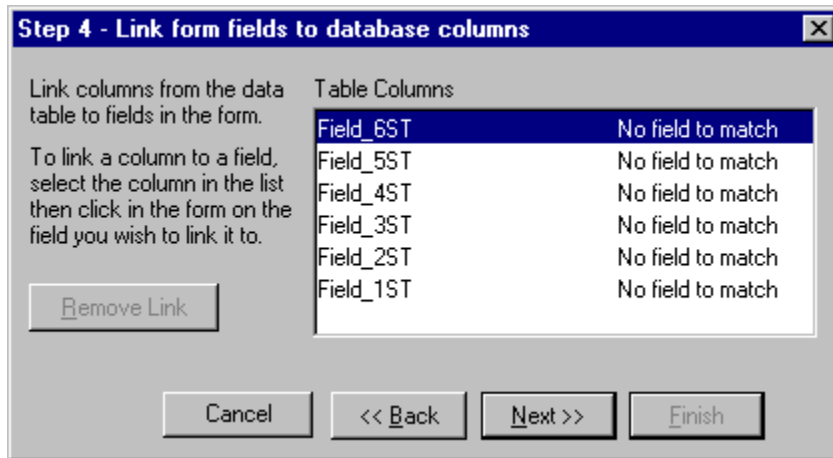 Step 4 - Link form fields to database columns
Link columns from the data
table to fields in the form.
To link a column to a field,
select the column in the list
then click in the form on the
field you wish to link it to.
Remove Link
Table Columns
Field_6ST No field to match
Field_5ST No field to match
Field_4ST No field to match
Field_3ST No field to match
Field_2ST No field to match
Field_1ST No field to match
Cancel << Back Next >> Finish